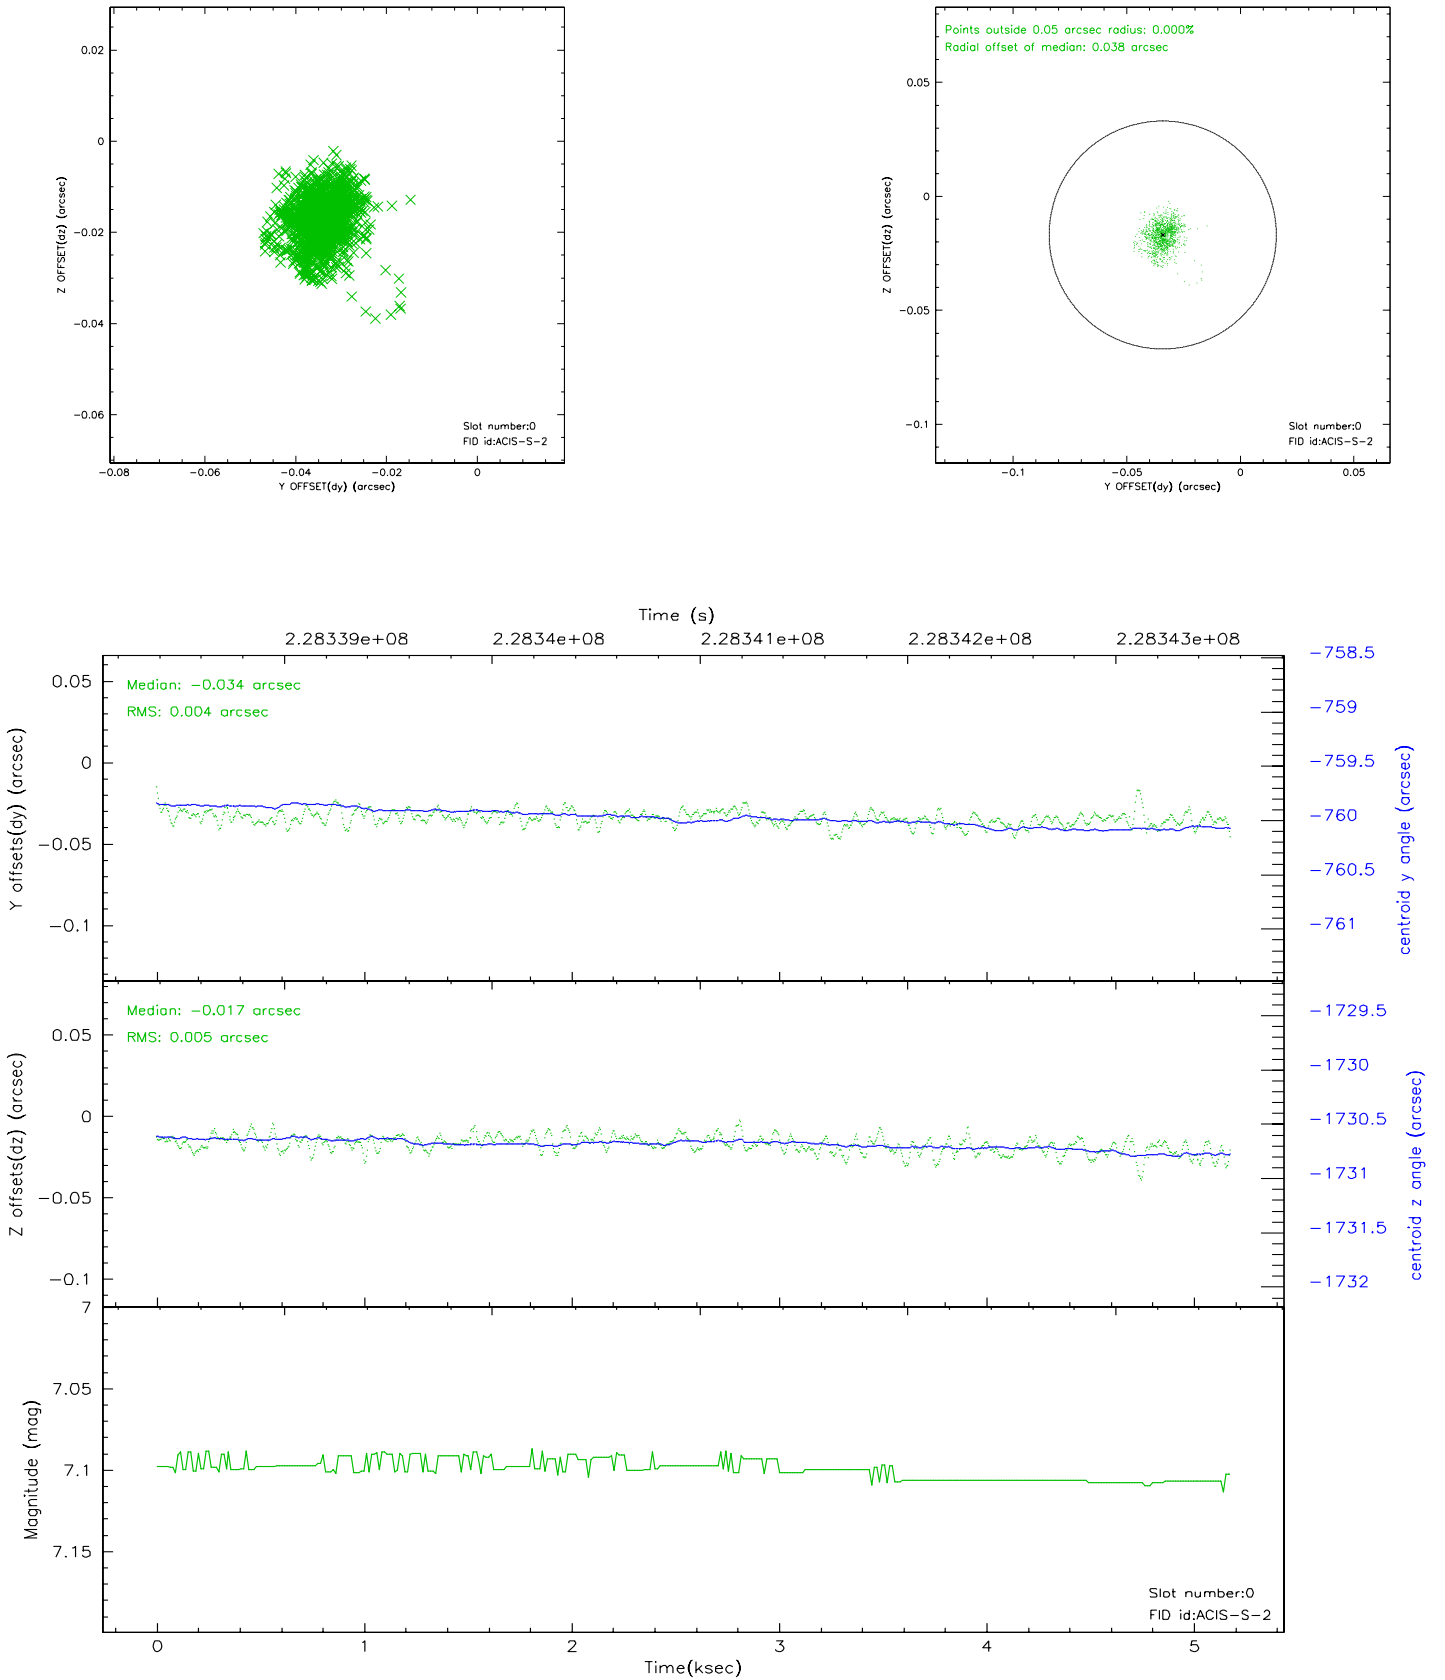 0.02
0
-0.02
-0.04
-0.06
Z OFFSET(dz) (arcsec)
Slot number:0
FID id:ACIS-S-2
-0.08 -0.06 -0.04 -0.02 0
Y OFFSET(dy) (arcsec)
Points outside 0.05 arcsec radius: 0.000%
Radial offset of median: 0.038 arcsec
0.05
0
-0.05
-0.1
Z OFFSET(dz) (arcsec)
Slot number:0
FID id:ACIS-S-2
-0.1 -0.05 0 0.05
Y OFFSET(dy) (arcsec)
Time (s)
2.28339e+08 2.2834e+08 2.28341e+08 2.28342e+08 2.28343e+08
Median: -0.034 arcsec
RMS: 0.004 arcsec
0.05
0
-0.05
-0.1
Y offsets(dy) (arcsec)
-758.5
-759
-759.5
-760
-760.5
-761
centroid y angle (arcsec)
Median: -0.017 arcsec
RMS: 0.005 arcsec
0.05
0
-0.05
-0.1
Z offsets(dz) (arcsec)
-1729.5
-1730
-1730.5
-1731
-1731.5
-1732
centroid z angle (arcsec)
7
7.05
7.1
7.15
Magnitude (mag)
Slot number:0
FID id:ACIS-S-2
0 1 2 3 4 5
Time(ksec)